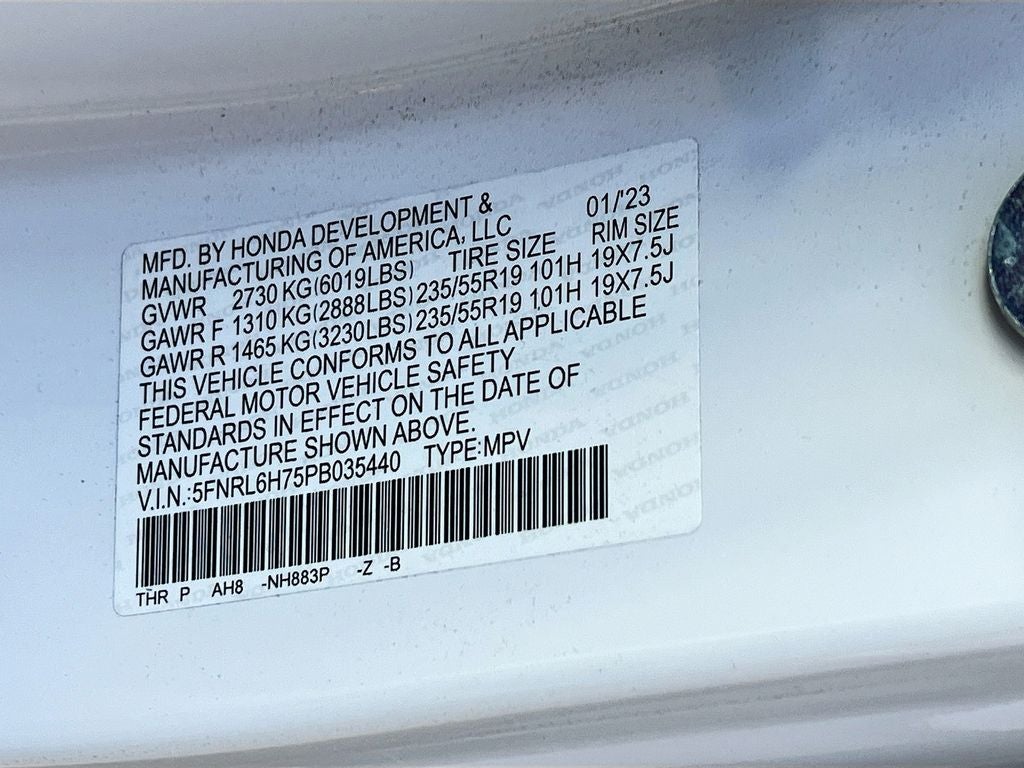 MFD. BY HONDA DEVELOPMENT &
MANUFACTURING OF AMERICA, LLC 01/'23
GVWR 2730 KG(6019LBS) TIRE SIZE RIM SIZE
GAWR F 1310 KG(2888LBS) 235/55R19 101H 19X7.5J
GAWR R 1465 KG(3230LBS) 235/55R19 101H 19X7.5J
THIS VEHICLE CONFORMS TO ALL APPLICABLE
FEDERAL MOTOR VEHICLE SAFETY
STANDARDS IN EFFECT ON THE DATE OF
MANUFACTURE SHOWN ABOVE.
V.I.N.:5FNRL6H75PB035440 TYPE:MPV
THR P AH8 -NH883P -Z -B